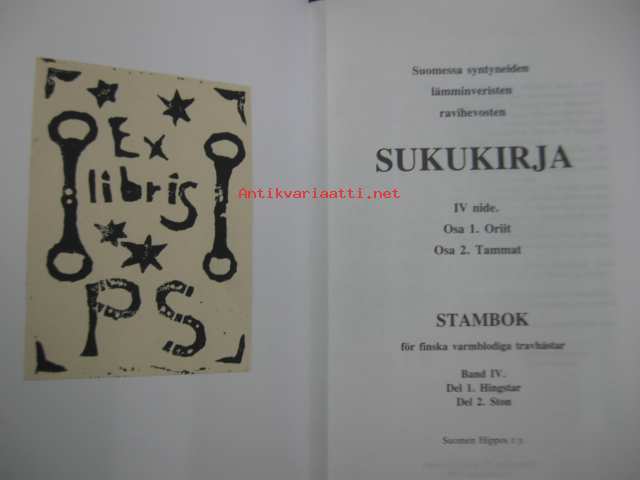 Ex
libris
PS
Antikvariaatti.net
Suomessa syntyneiden
lämminveristen
ravihevosten
SUKUKIRJA
IV nide.
Osa 1. Oriit
Osa 2. Tammat
STAMBOK
för finska varmblodiga travhästar
Band IV.
Del 1. Hingstar
Del 2. Ston
Suomen Hippos r.y.